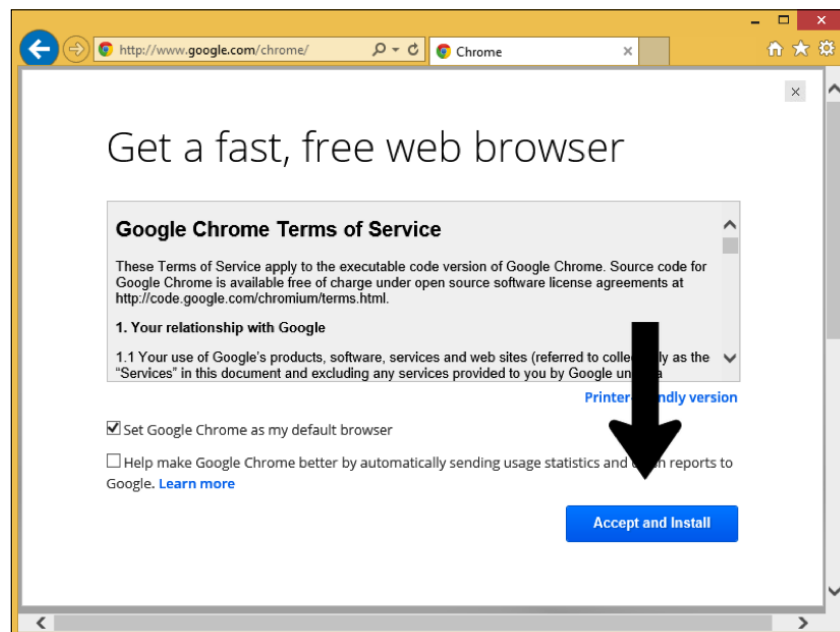 http://www.google.com/chrome/
Chrome
Get a fast, free web browser
Google Chrome Terms of Service
These Terms of Service apply to the executable code version of Google Chrome. Source code for
Google Chrome is available free of charge under open source software license agreements at
http://code.google.com/chromium/terms.html.
1. Your relationship with Google
1.1 Your use of Google's products, software, services and web sites (referred to as the
“Services” in this document and excluding any services provided to you by Google
Printer version
Set Google Chrome as my default browser
Help make Google Chrome better by automatically sending usage statistics and reports to
Google. Learn more
Accept and Install